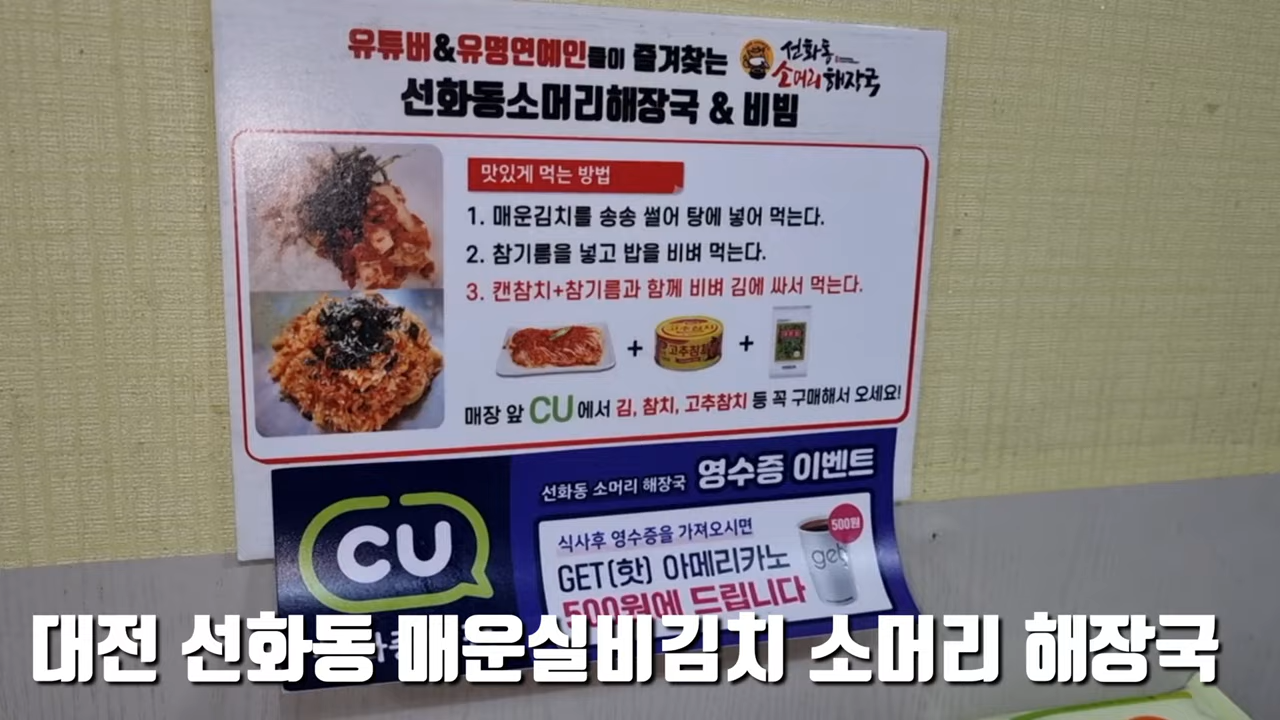 유튜버&유명연예인들이 즐겨찾는
선화동
소머리해장국
선화동소머리해장국 & 비빔
맛있게 먹는 방법
1. 매운김치를 송송 썰어 탕에 넣어 먹는다.
2. 참기름을 넣고 밥을 비벼 먹는다.
3. 캔참치+참기름과 함께 비벼 김에 싸서 먹는다.
고추참치
+ +
매장 앞 CU에서 김, 참치, 고추참치 등 꼭 구매해서 오세요!
CU
선화동 소머리 해장국 영수증 이벤트
식사후 영수증을 가져오시면
GET(핫) 아메리카노
500원에 드립니다
500원
get
대전 선화동 매운실비김치 소머리 해장국